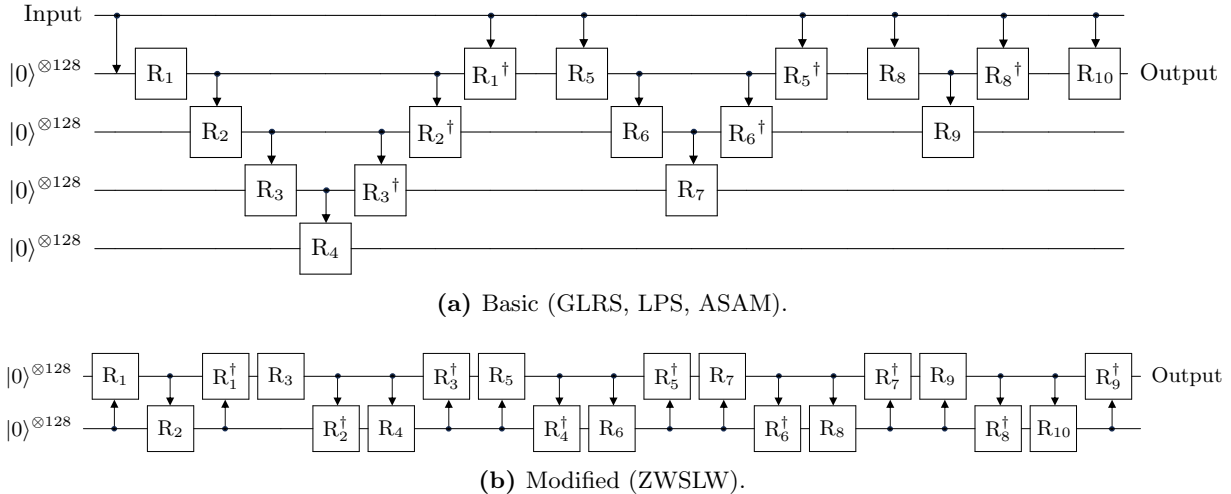 Input
|0⟩⊗128 R1 R1† R5 R5† R8 R8† R10 Output
|0⟩⊗128 R2 R2† R6 R6† R9
|0⟩⊗128 R3 R3† R7
|0⟩⊗128 R4
(a) Basic (GLRS, LPS, ASAM).
|0⟩⊗128 R1 R1† R3 R3† R5 R5† R7 R7† R9 R9† Output
|0⟩⊗128 R2 R2† R4 R4† R6 R6† R8 R8† R10
(b) Modified (ZWSLW).